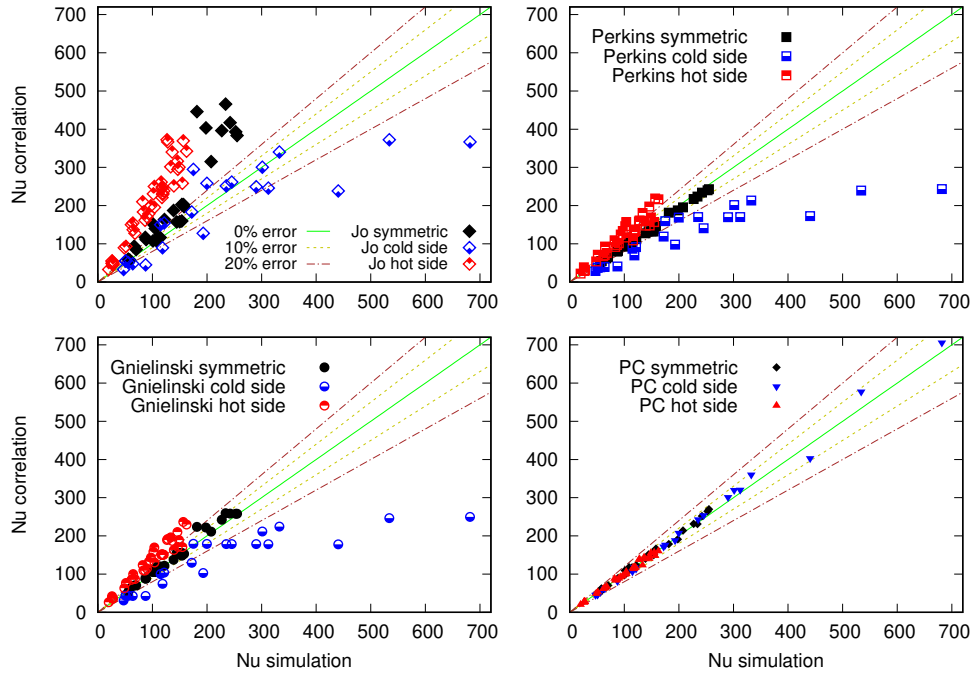 Nu correlation
700
600
500
400
300
200
100
0
0 100 200 300 400 500 600 700
0% error
10% error
20% error
Jo symmetric
Jo cold side
Jo hot side
700
600
500
400
300
200
100
0
0 100 200 300 400 500 600 700
Perkins symmetric
Perkins cold side
Perkins hot side
Nu correlation
700
600
500
400
300
200
100
0
0 100 200 300 400 500 600 700
Gnielinski symmetric
Gnielinski cold side
Gnielinski hot side
Nu simulation
700
600
500
400
300
200
100
0
0 100 200 300 400 500 600 700
PC symmetric
PC cold side
PC hot side
Nu simulation